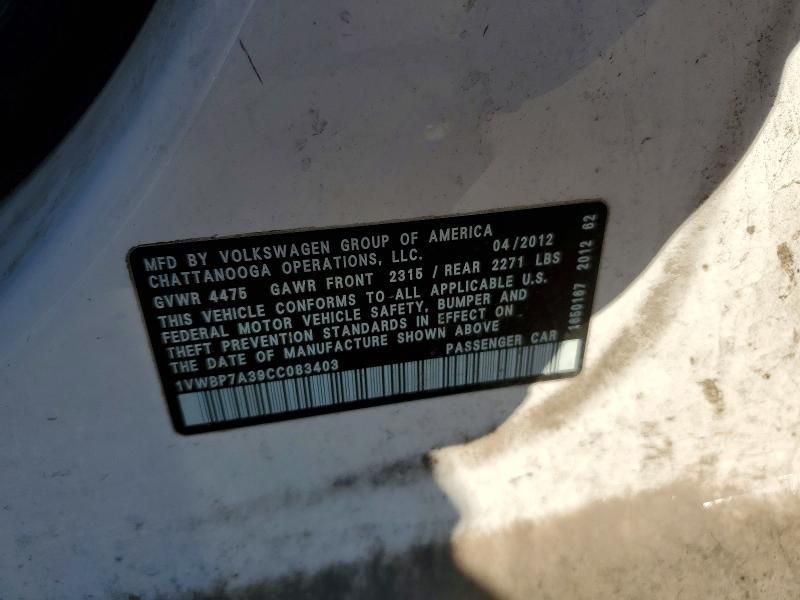 MFD BY VOLKSWAGEN GROUP OF AMERICA
CHATTANOOGA OPERATIONS, LLC. 04/2012
GVWR 4475 GAWR FRONT 2315 / REAR 2271 LBS
THIS VEHICLE CONFORMS TO ALL APPLICABLE U.S.
FEDERAL MOTOR VEHICLE SAFETY, BUMPER AND
THEFT PREVENTION STANDARDS IN EFFECT ON
THE DATE OF MANUFACTURE SHOWN ABOVE
1VWBP7A39CC083403 PASSENGER CAR
1650167 2012 62